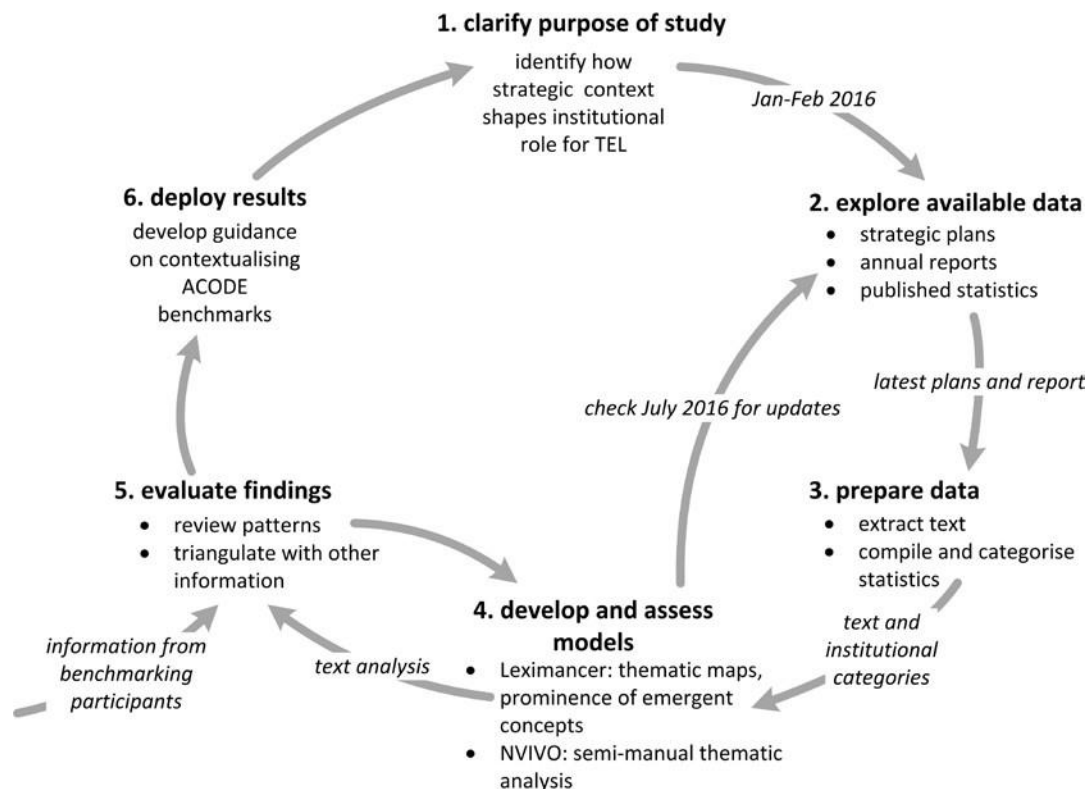 1. clarify purpose of study
identify how
strategic context
shapes institutional
role for TEL
Jan-Feb 2016
2. explore available data
• strategic plans
• annual reports
• published statistics
latest plans and report
3. prepare data
• extract text
• compile and categorise
statistics
text and
institutional
categories
4. develop and assess
models
• Leximancer: thematic maps,
prominence of emergent
concepts
• NVIVO: semi-manual thematic
analysis
check July 2016 for updates
text analysis
5. evaluate findings
• review patterns
• triangulate with other
information
information from
benchmarking
participants
6. deploy results
develop guidance
on contextualising
ACODE
benchmarks